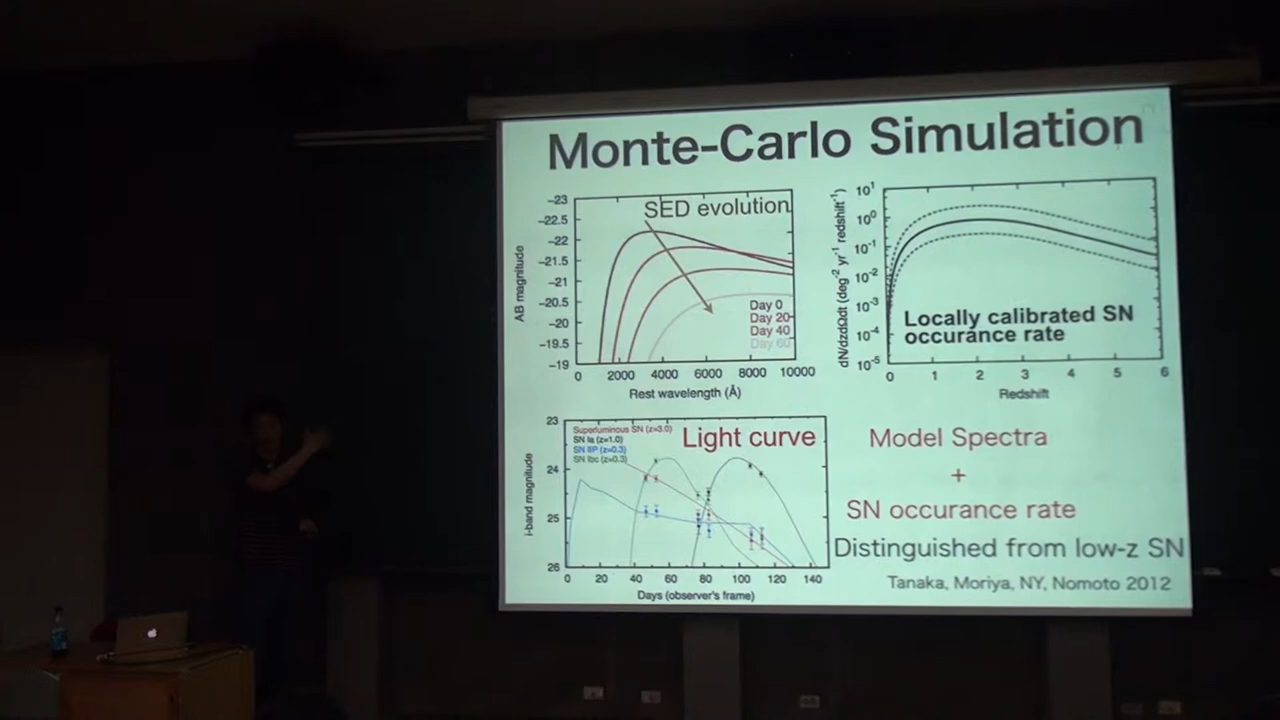 Monte-Carlo Simulation
-23
-22.5
-22
-21.5
-21
-20.5
-20
-19.5
-19
AB magnitude
SED evolution
Day 0
Day 20
Day 40
Day 60
0 2000 4000 6000 8000 10000
Rest wavelength (Å)
10¹
10⁰
10⁻¹
10⁻²
10⁻³
10⁻⁴
10⁻⁵
dN/dzdΩdt (deg⁻² yr⁻¹ redshift⁻¹)
Locally calibrated SN
occurance rate
0 1 2 3 4 5 6
Redshift
23
24
25
26
i-band magnitude
Superluminous SN (z=3.0)
SN Ia (z=1.0)
SN IIP (z=0.3)
SN Ibc (z=0.3)
Light curve
0 20 40 60 80 100 120 140
Days (observer's frame)
Model Spectra
+
SN occurance rate
Distinguished from low-z SN
Tanaka, Moriya, NY, Nomoto 2012